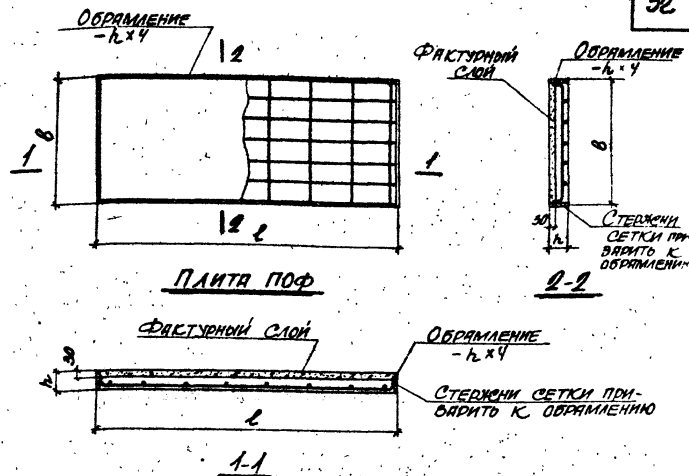 Обрамление
-h×4
2
Фактурный
слой
Обрамление
-h×4
в
1
1
в
2
l
30
h
Стержни
сетки при-
варить к
обрамлению
Плита ПОФ
2-2
Фактурный слой
Обрамление
-h×4
30
h
Стержни сетки при-
варить к обрамлению
l
1-1